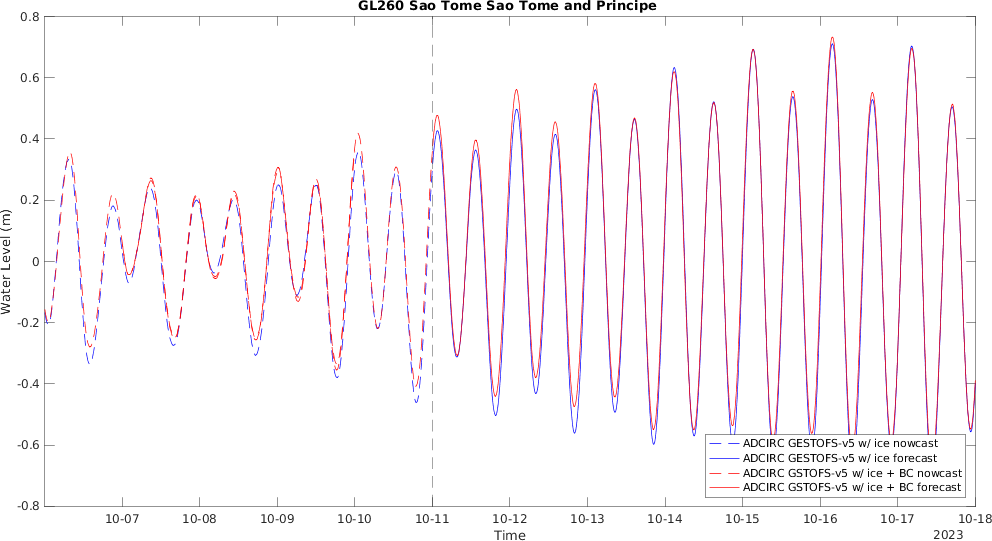 GL260 Sao Tome Sao Tome and Principe
0.8
0.6
0.4
0.2
0
-0.2
-0.4
-0.6
-0.8
Water Level (m)
ADCIRC GESTOFS-v5 w/ ice nowcast
ADCIRC GESTOFS-v5 w/ ice forecast
ADCIRC GSTOFS-v5 w/ ice + BC nowcast
ADCIRC GSTOFS-v5 w/ ice + BC forecast
10-07 10-08 10-09 10-10 10-11 10-12 10-13 10-14 10-15 10-16 10-17 10-18
Time
2023